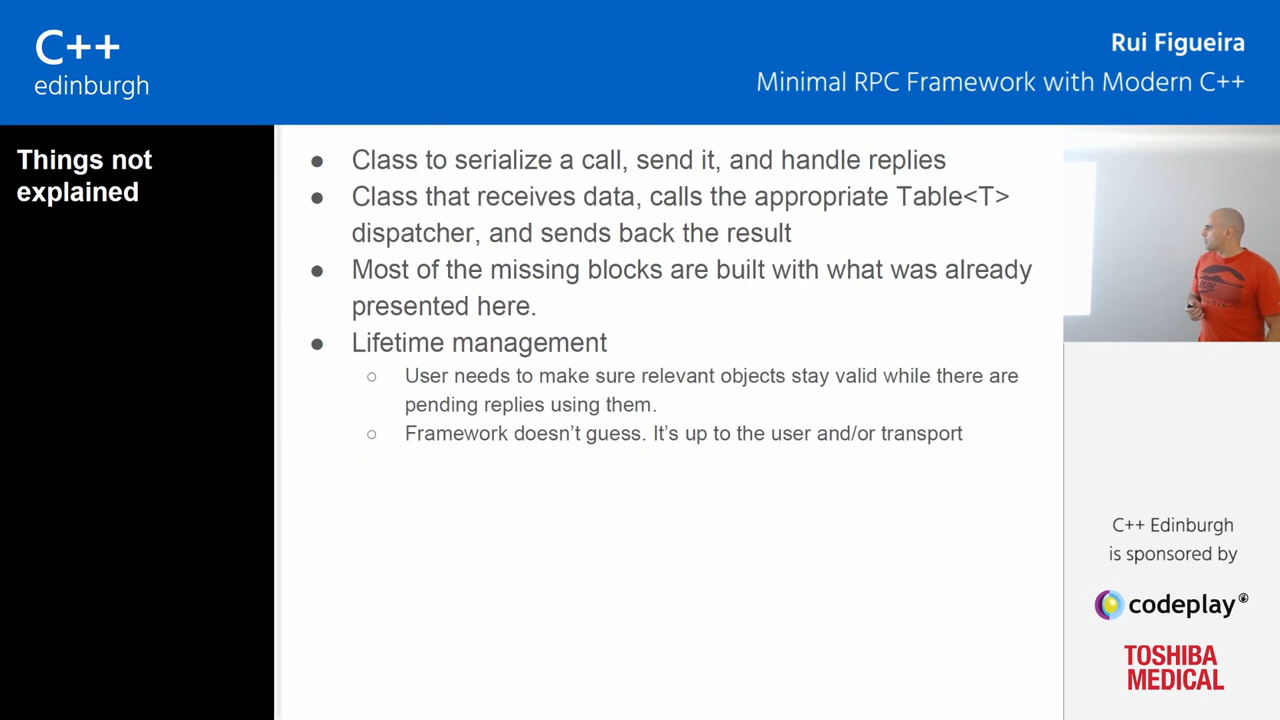 C++
edinburgh
Rui Figueira
Minimal RPC Framework with Modern C++
Things not
explained
● Class to serialize a call, send it, and handle replies
● Class that receives data, calls the appropriate Table<T>
dispatcher, and sends back the result
● Most of the missing blocks are built with what was already
presented here.
● Lifetime management
○ User needs to make sure relevant objects stay valid while there are
pending replies using them.
○ Framework doesn’t guess. It’s up to the user and/or transport
C++ Edinburgh
is sponsored by
codeplay®
TOSHIBA
MEDICAL